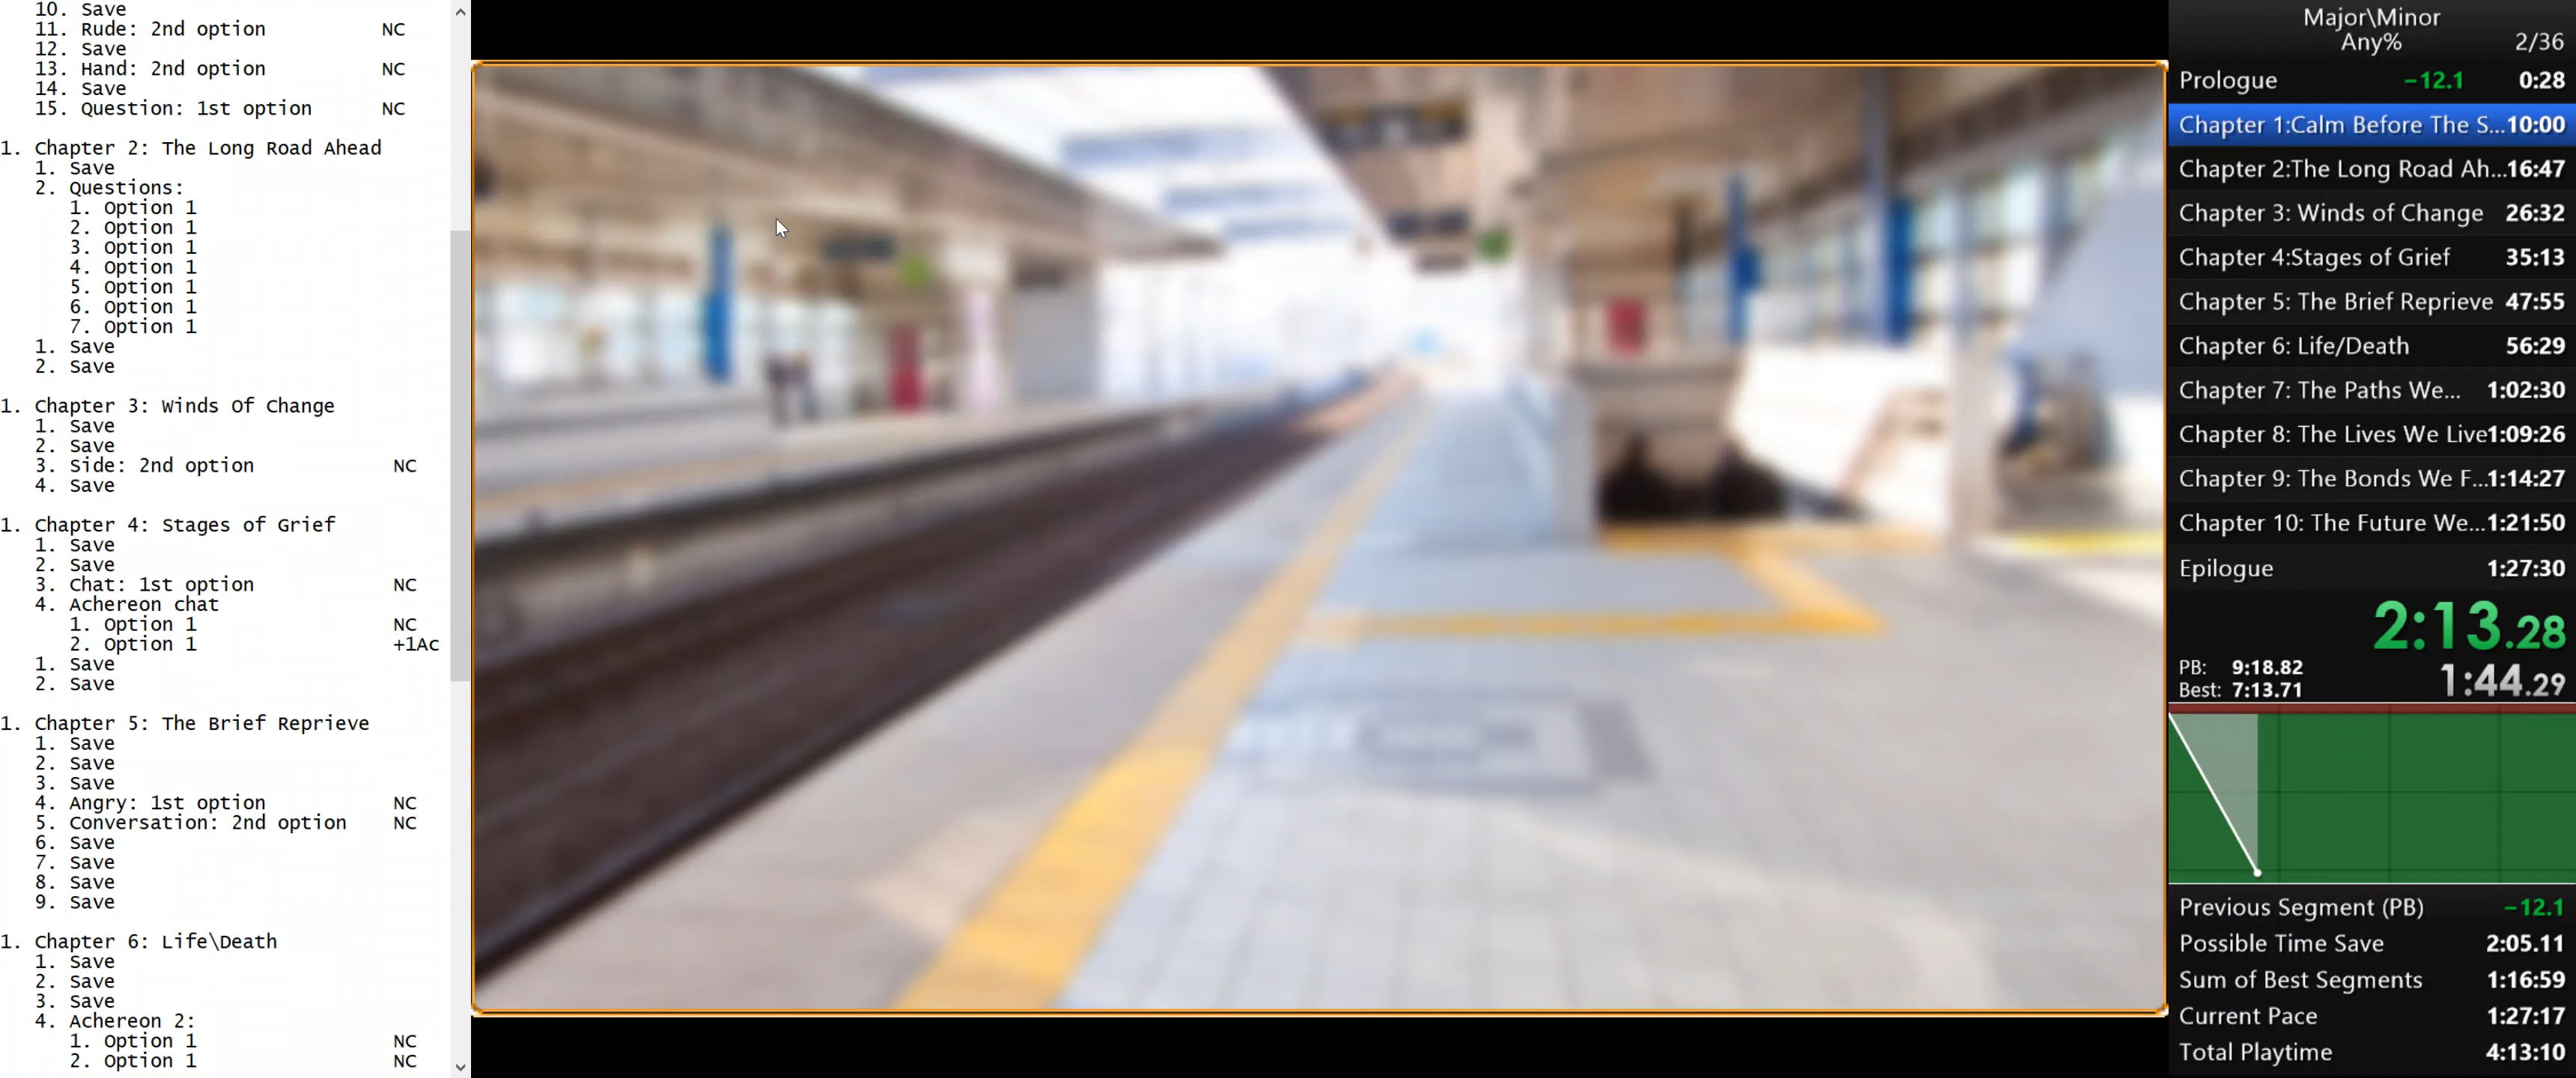 10. Save
11. Rude: 2nd option NC
12. Save
13. Hand: 2nd option NC
14. Save
15. Question: 1st option NC
1. Chapter 2: The Long Road Ahead
1. Save
2. Questions:
1. Option 1
2. Option 1
3. Option 1
4. Option 1
5. Option 1
6. Option 1
7. Option 1
1. Save
2. Save
1. Chapter 3: Winds Of Change
1. Save
2. Save
3. Side: 2nd option NC
4. Save
1. Chapter 4: Stages of Grief
1. Save
2. Save
3. Chat: 1st option NC
4. Achereon chat
1. Option 1 NC
2. Option 1 +1Ac
1. Save
2. Save
1. Chapter 5: The Brief Reprieve
1. Save
2. Save
3. Save
4. Angry: 1st option NC
5. Conversation: 2nd option NC
6. Save
7. Save
8. Save
9. Save
1. Chapter 6: Life\Death
1. Save
2. Save
3. Save
4. Achereon 2:
1. Option 1 NC
2. Option 1 NC
Major\Minor
Any% 2/36
Prologue −12.1 0:28
Chapter 1:Calm Before The S... 10:00
Chapter 2:The Long Road Ah... 16:47
Chapter 3: Winds of Change 26:32
Chapter 4:Stages of Grief 35:13
Chapter 5: The Brief Reprieve 47:55
Chapter 6: Life/Death 56:29
Chapter 7: The Paths We... 1:02:30
Chapter 8: The Lives We Live 1:09:26
Chapter 9: The Bonds We F... 1:14:27
Chapter 10: The Future We... 1:21:50
Epilogue 1:27:30
2:13.28
PB: 9:18.82
Best: 7:13.71
1:44.29
Previous Segment (PB) −12.1
Possible Time Save 2:05.11
Sum of Best Segments 1:16:59
Current Pace 1:27:17
Total Playtime 4:13:10